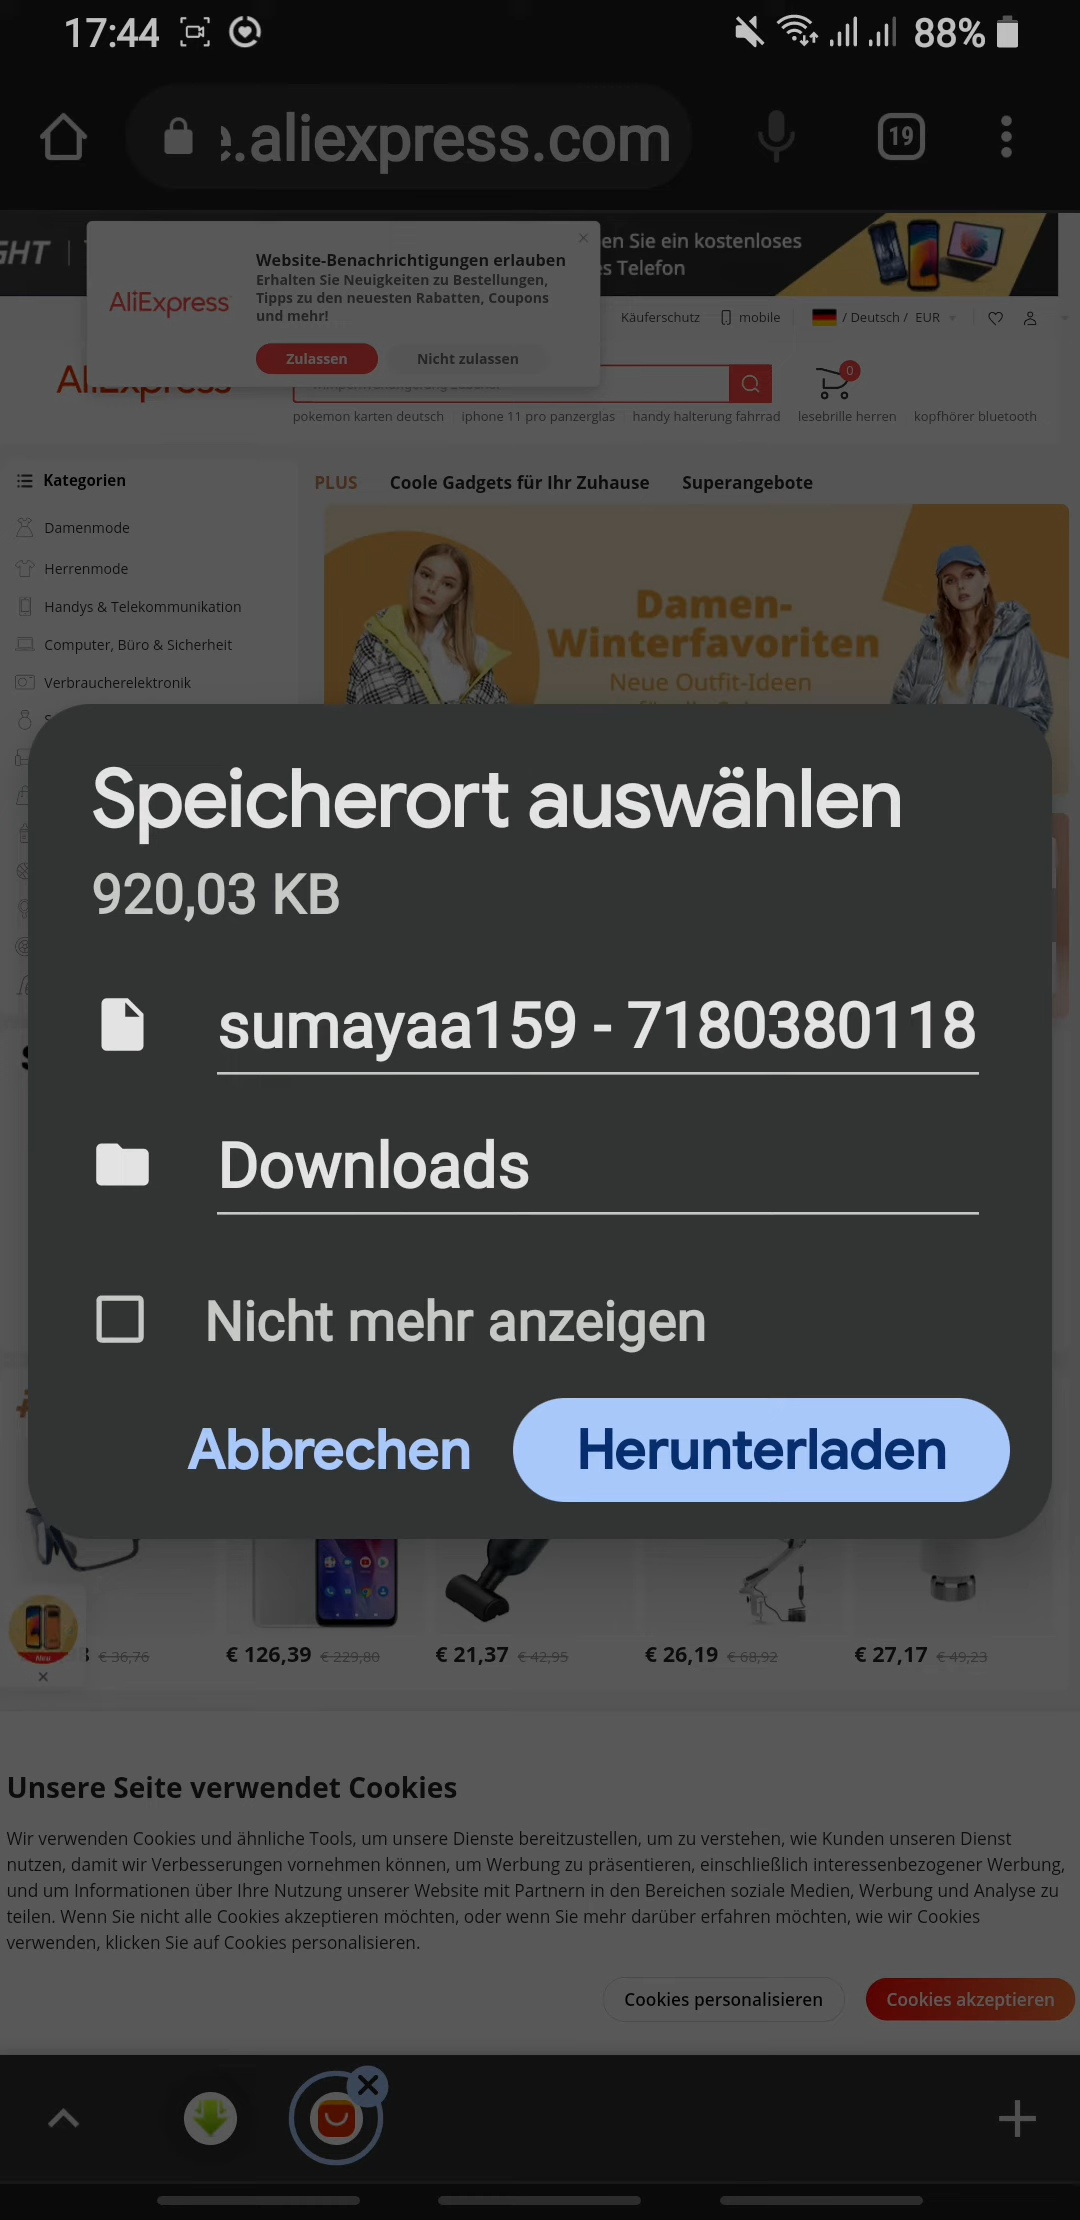 17:44
88%
e.aliexpress.com
19
GHT
en Sie ein kostenloses
s Telefon
Website-Benachrichtigungen erlauben
Erhalten Sie Neuigkeiten zu Bestellungen,
Tipps zu den neuesten Rabatten, Coupons
und mehr!
AliExpress
Zulassen
Nicht zulassen
Käuferschutz
mobile
/ Deutsch / EUR
AliExpress
0
pokemon karten deutsch
iphone 11 pro panzerglas
handy halterung fahrrad
lesebrille herren
kopfhörer bluetooth
Kategorien
PLUS
Coole Gadgets für Ihr Zuhause
Superangebote
Damenmode
Herrenmode
Handys & Telekommunikation
Computer, Büro & Sicherheit
Verbraucherelektronik
Damen-
Winterfavoriten
Neue Outfit-Ideen
Speicherort auswählen
920,03 KB
sumayaa159 - 7180380118
Downloads
Nicht mehr anzeigen
Abbrechen
Herunterladen
Neu
€ 36,76
€ 126,39 € 229,80
€ 21,37 € 42,95
€ 26,19 € 68,92
€ 27,17 € 49,23
Unsere Seite verwendet Cookies
Wir verwenden Cookies und ähnliche Tools, um unsere Dienste bereitzustellen, um zu verstehen, wie Kunden unseren Dienst
nutzen, damit wir Verbesserungen vornehmen können, um Werbung zu präsentieren, einschließlich interessenbezogener Werbung,
und um Informationen über Ihre Nutzung unserer Website mit Partnern in den Bereichen soziale Medien, Werbung und Analyse zu
teilen. Wenn Sie nicht alle Cookies akzeptieren möchten, oder wenn Sie mehr darüber erfahren möchten, wie wir Cookies
verwenden, klicken Sie auf Cookies personalisieren.
Cookies personalisieren
Cookies akzeptieren